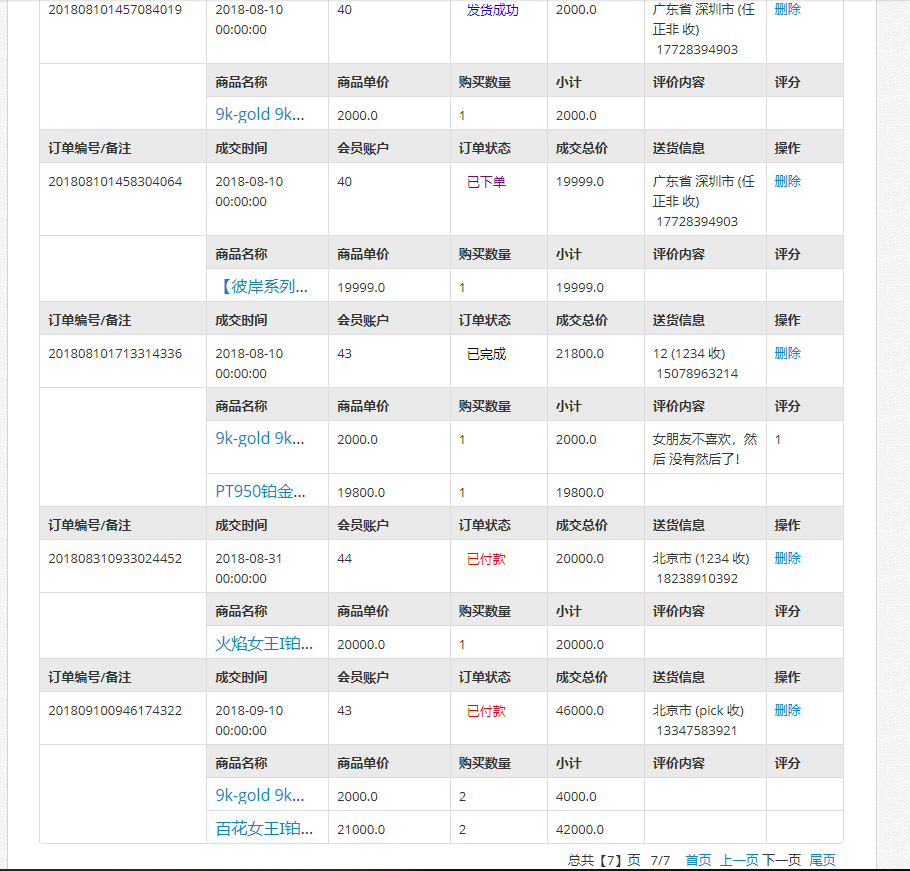 201808101457084019 2018-08-10 40 发货成功 2000.0 广东省 深圳市 (任 删除
00:00:00 正非 收)
17728394903
商品名称 商品单价 购买数量 小计 评价内容 评分
9k-gold 9k... 2000.0 1 2000.0
订单编号/备注 成交时间 会员账户 订单状态 成交总价 送货信息 操作
201808101458304064 2018-08-10 40 已下单 19999.0 广东省 深圳市 (任 删除
00:00:00 正非 收)
17728394903
商品名称 商品单价 购买数量 小计 评价内容 评分
【彼岸系列... 19999.0 1 19999.0
订单编号/备注 成交时间 会员账户 订单状态 成交总价 送货信息 操作
201808101713314336 2018-08-10 43 已完成 21800.0 12 (1234 收) 删除
00:00:00 15078963214
商品名称 商品单价 购买数量 小计 评价内容 评分
9k-gold 9k... 2000.0 1 2000.0 女朋友不喜欢，然 1
后 没有然后了！
PT950铂金... 19800.0 1 19800.0
订单编号/备注 成交时间 会员账户 订单状态 成交总价 送货信息 操作
201808310933024452 2018-08-31 44 已付款 20000.0 北京市 (1234 收) 删除
00:00:00 18238910392
商品名称 商品单价 购买数量 小计 评价内容 评分
火焰女王I铂... 20000.0 1 20000.0
订单编号/备注 成交时间 会员账户 订单状态 成交总价 送货信息 操作
201809100946174322 2018-09-10 43 已付款 46000.0 北京市 (pick 收) 删除
00:00:00 13347583921
商品名称 商品单价 购买数量 小计 评价内容 评分
9k-gold 9k... 2000.0 2 4000.0
百花女王I铂... 21000.0 2 42000.0
总共【7】页 7/7 首页 上一页 下一页 尾页